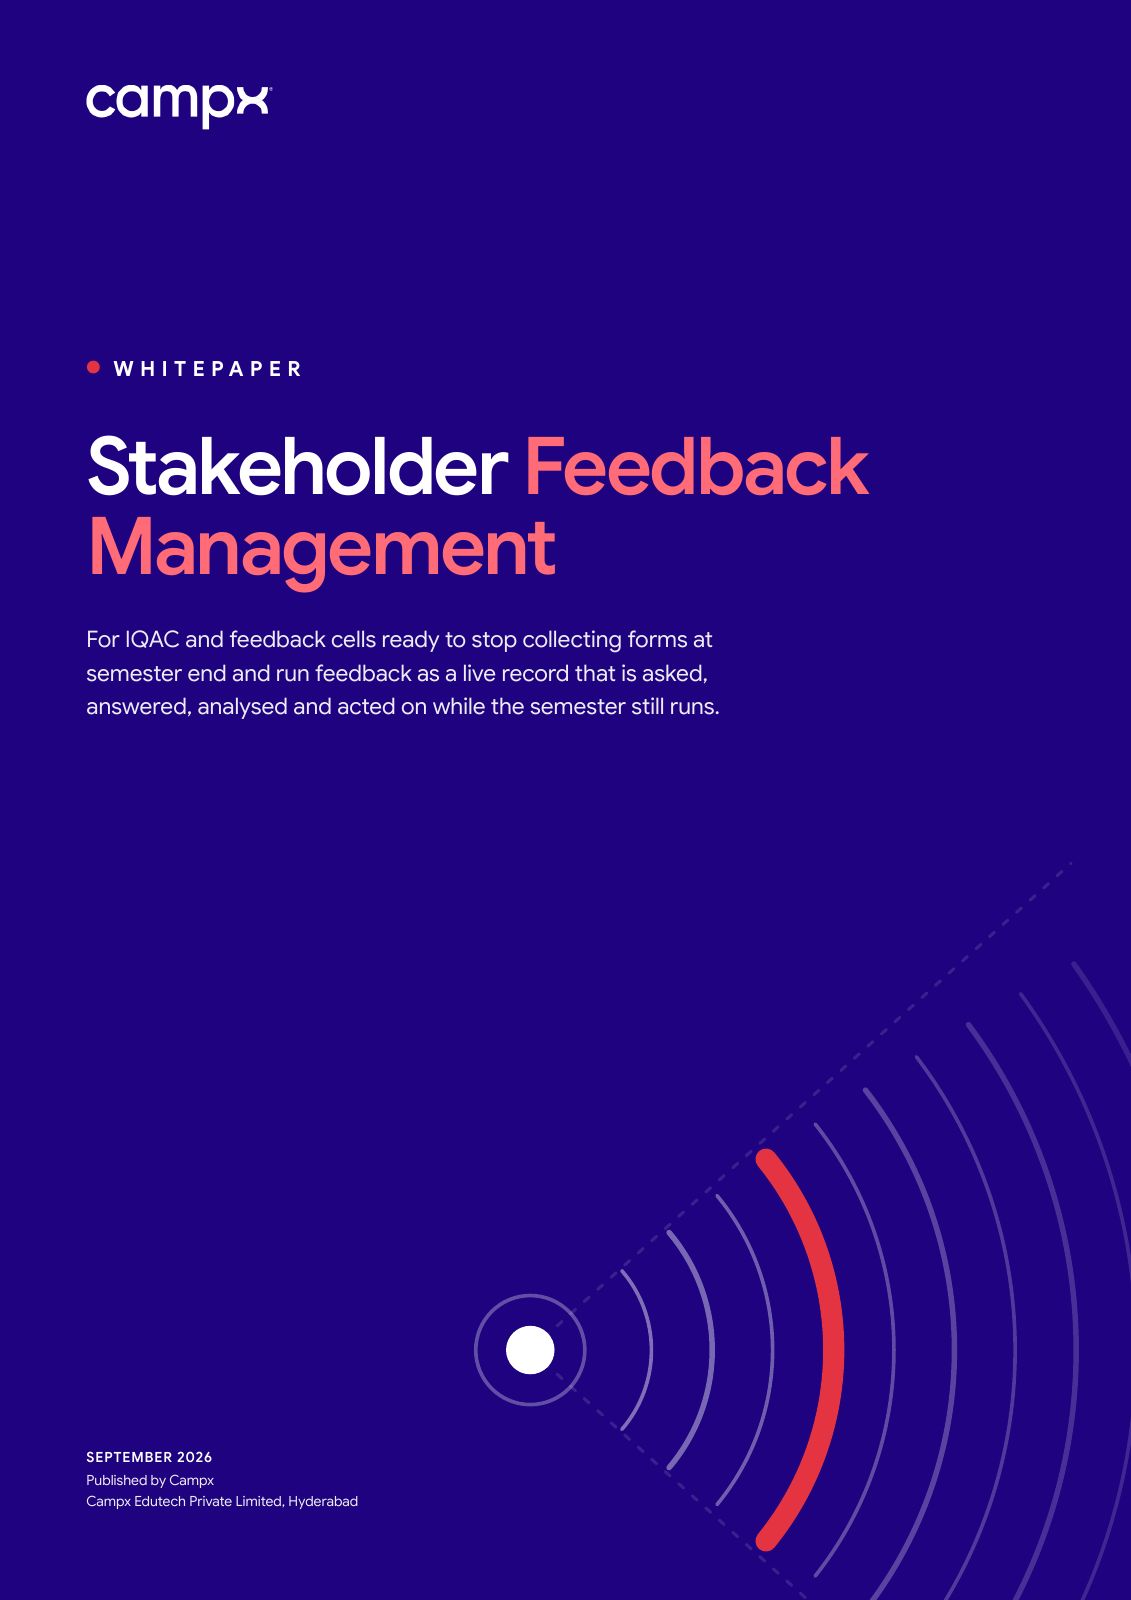 campx
WHITEPAPER
Stakeholder Feedback
Management
For IQAC and feedback cells ready to stop collecting forms at
semester end and run feedback as a live record that is asked,
answered, analysed and acted on while the semester still runs.
SEPTEMBER 2026
Published by Campx
Campx Edutech Private Limited, Hyderabad